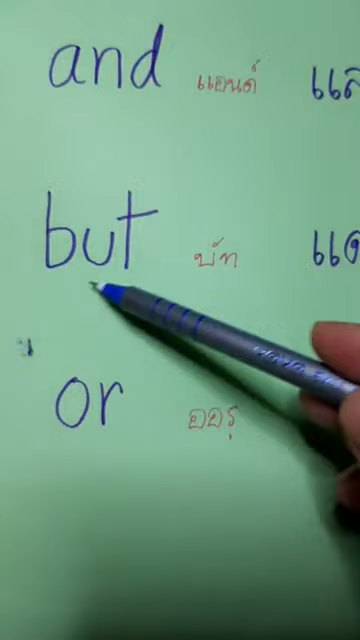 and แอนด์
but บัท
or ออรฺ